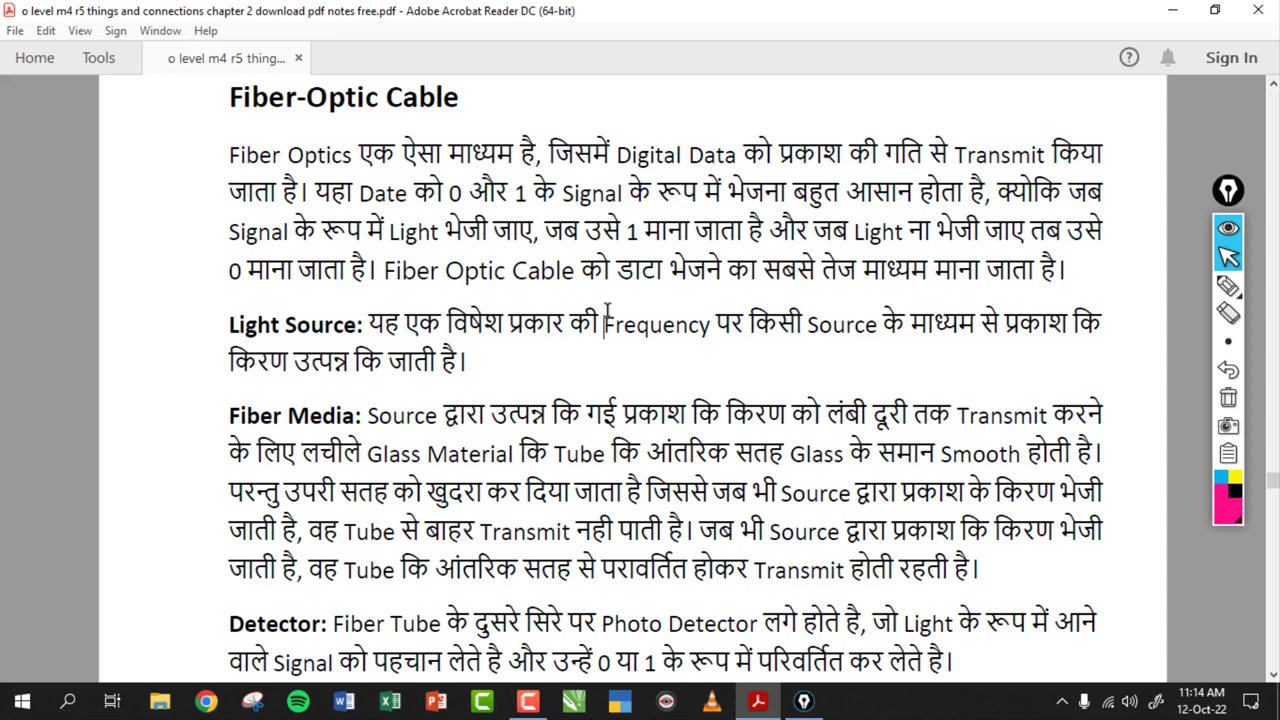 o level m4 r5 things and connections chapter 2 download pdf notes free.pdf - Adobe Acrobat Reader DC (64-bit)
File Edit View Sign Window Help
Home Tools o level m4 r5 thing... × Sign In
Fiber-Optic Cable
Fiber Optics एक ऐसा माध्यम है, जिसमें Digital Data को प्रकाश की गति से Transmit किया
जाता है। यहा Date को 0 और 1 के Signal के रूप में भेजना बहुत आसान होता है, क्योकि जब
Signal के रूप में Light भेजी जाए, जब उसे 1 माना जाता है और जब Light ना भेजी जाए तब उसे
0 माना जाता है। Fiber Optic Cable को डाटा भेजने का सबसे तेज माध्यम माना जाता है।
Light Source: यह एक विषेश प्रकार की Frequency पर किसी Source के माध्यम से प्रकाश कि
किरण उत्पन्न कि जाती है।
Fiber Media: Source द्वारा उत्पन्न कि गई प्रकाश कि किरण को लंबी दूरी तक Transmit करने
के लिए लचीले Glass Material कि Tube कि आंतरिक सतह Glass के समान Smooth होती है।
परन्तु उपरी सतह को खुदरा कर दिया जाता है जिससे जब भी Source द्वारा प्रकाश के किरण भेजी
जाती है, वह Tube से बाहर Transmit नही पाती है। जब भी Source द्वारा प्रकाश कि किरण भेजी
जाती है, वह Tube कि आंतरिक सतह से परावर्तित होकर Transmit होती रहती है।
Detector: Fiber Tube के दुसरे सिरे पर Photo Detector लगे होते है, जो Light के रूप में आने
वाले Signal को पहचान लेते है और उन्हें 0 या 1 के रूप में परिवर्तित कर लेते है।
11:14 AM
12-Oct-22